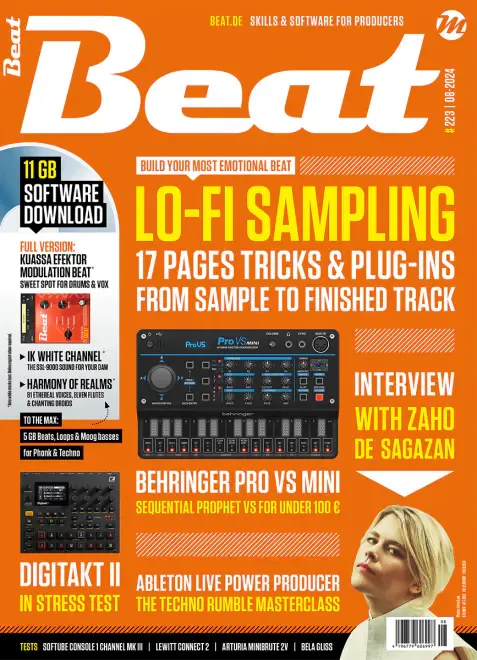 BEAT.DE SKILLS & SOFTWARE FOR PRODUCERS
M
Beat
Beat
#223 | 08-2024
11 GB
SOFTWARE
DOWNLOAD
FULL VERSION:
KUASSA EFEKTOR
MODULATION BEAT*
SWEET SPOT FOR DRUMS & VOX
Beat
▸ IK WHITE CHANNEL*
THE SSL-9000 SOUND FOR YOUR DAW
▸ HARMONY OF REALMS*
81 ETHEREAL VOICES, ELVEN FLUTES
& CHANTING DROIDS
TO THE MAX:
5 GB Beats, Loops & Moog basses
for Phonk & Techno
BUILD YOUR MOST EMOTIONAL BEAT
LO-FI SAMPLING
17 PAGES TRICKS & PLUG-INS
FROM SAMPLE TO FINISHED TRACK
ProVS
Pro VS MINI
behringer
INTERVIEW
WITH ZAHO
DE SAGAZAN
BEHRINGER PRO VS MINI
SEQUENTIAL PROPHET VS FOR UNDER 100 €
DIGITAKT II
IN STRESS TEST
ABLETON LIVE POWER PRODUCER
THE TECHNO RUMBLE MASTERCLASS
TESTS SOFTUBE CONSOLE 1 CHANNEL MK III | LEWITT CONNECT 2 | ARTURIA MINIBRUTE 2V | BELA GLISS